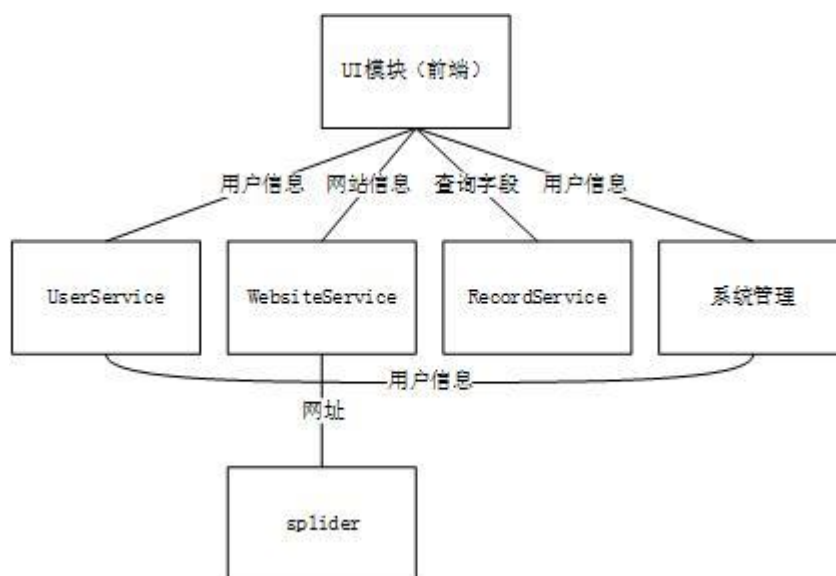 UI模块（前端）
用户信息
网站信息
查询字段
用户信息
UserService
WebsiteService
RecordService
系统管理
用户信息
网址
splider